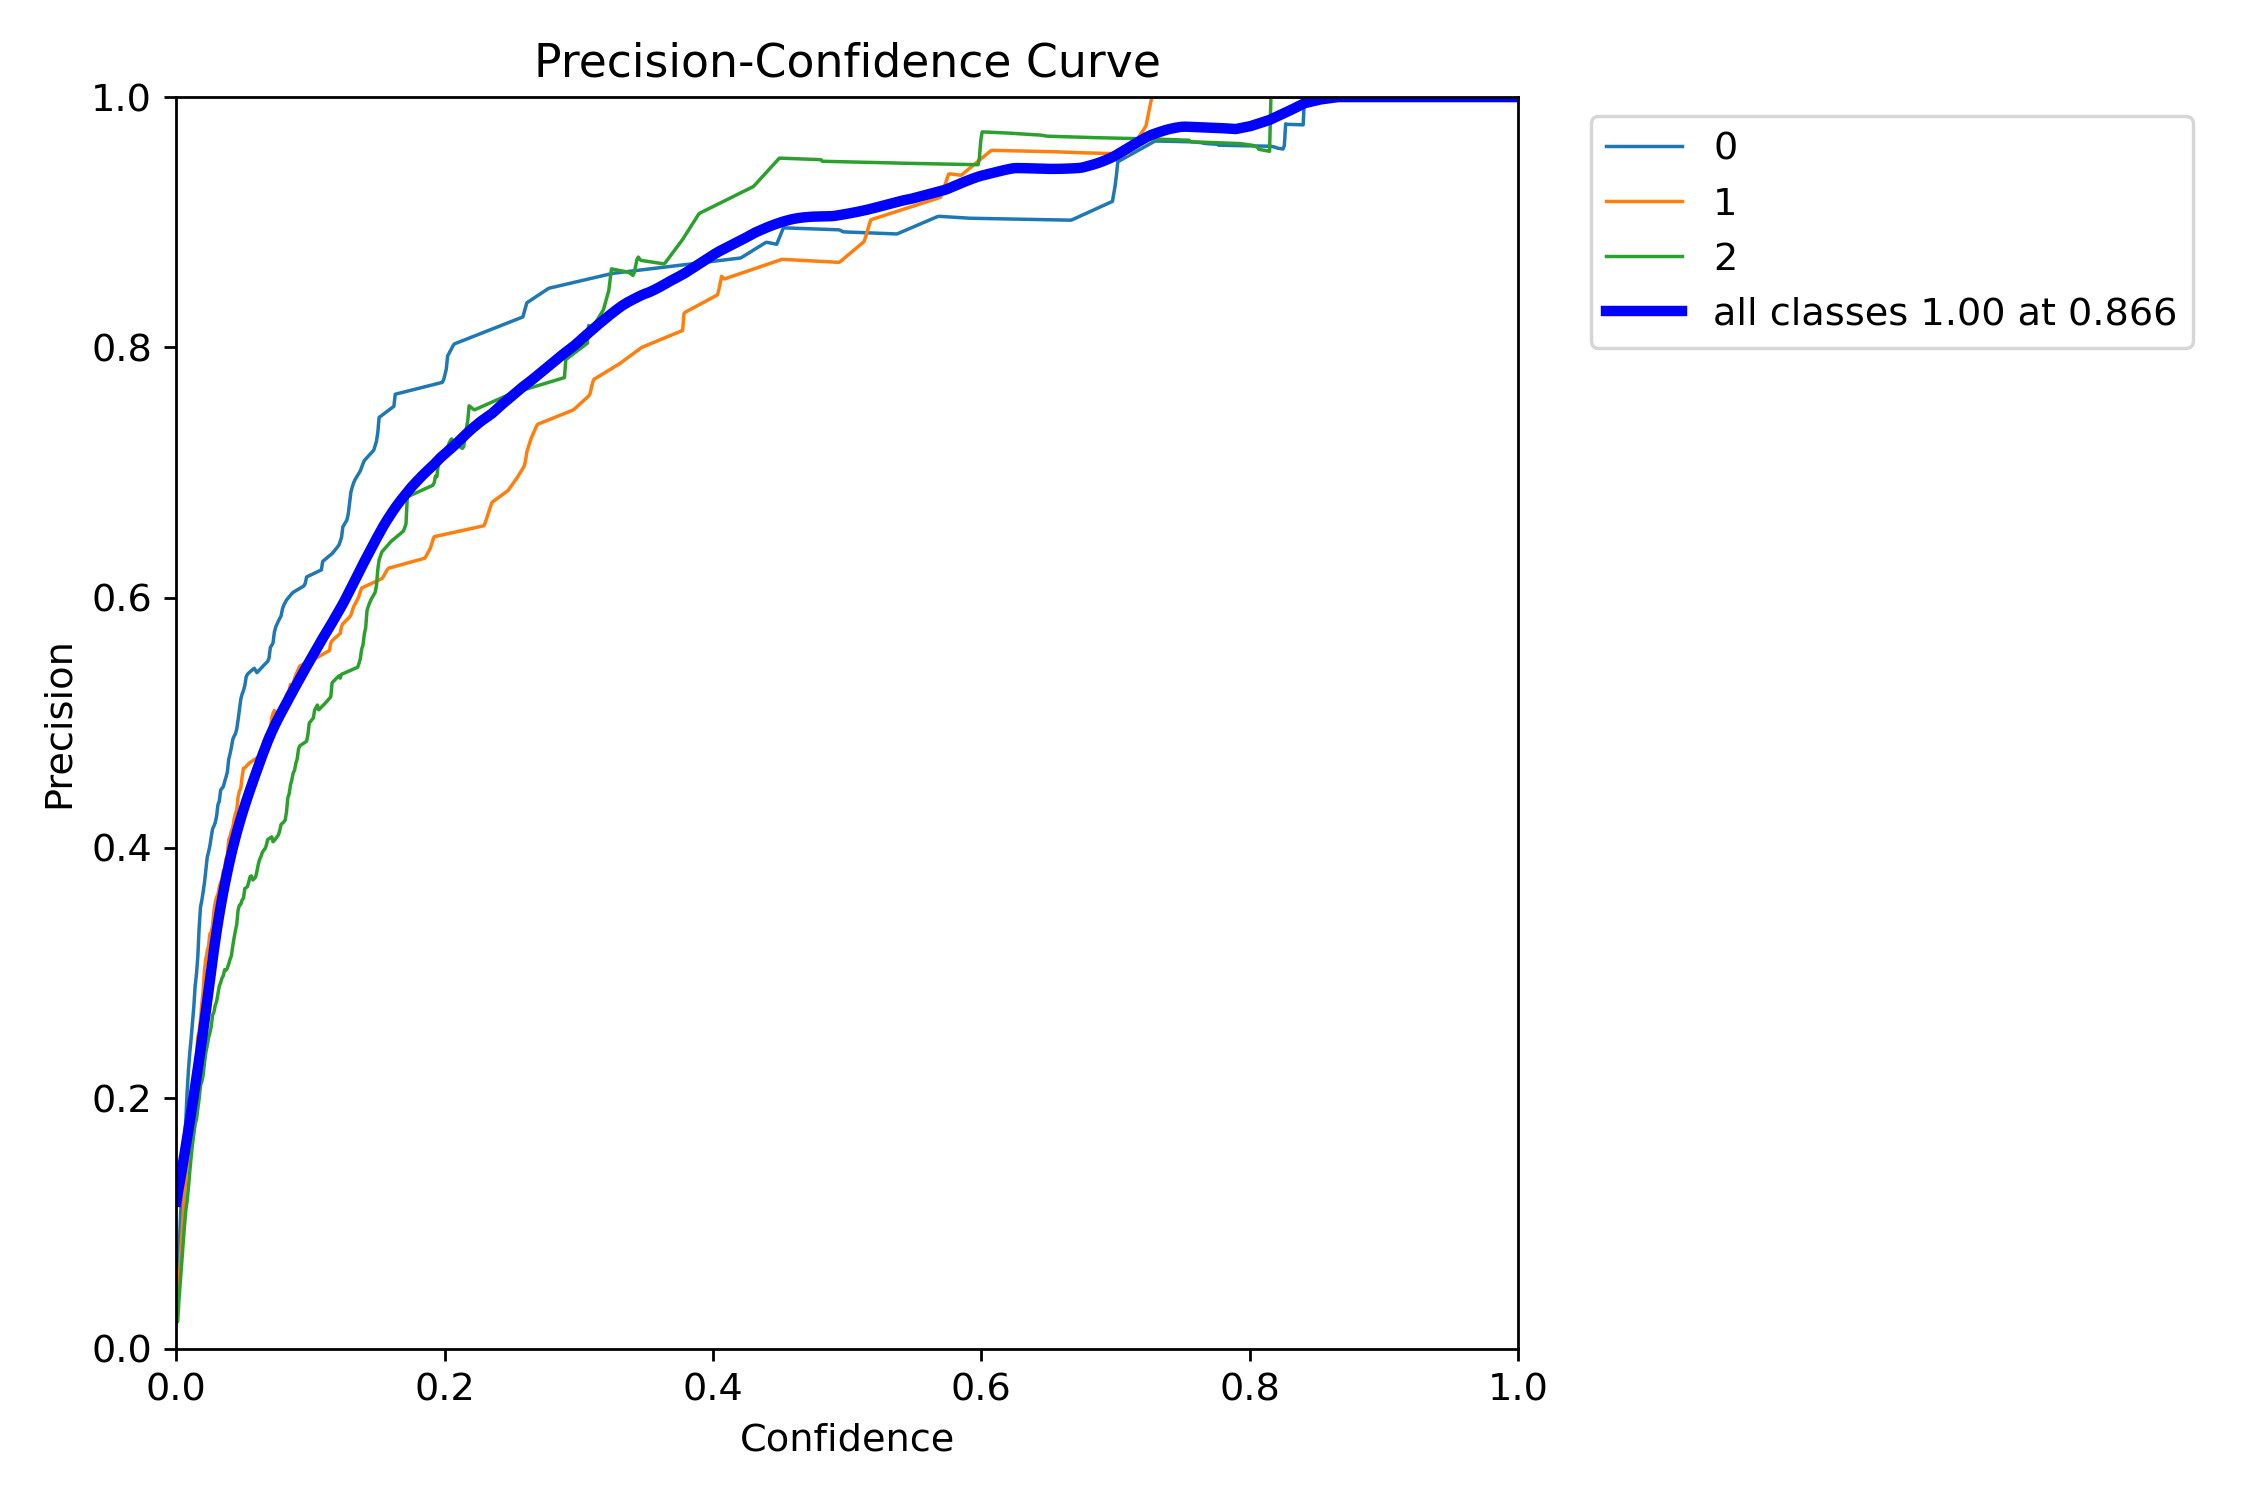 Precision-Confidence Curve
Precision
1.0
0.8
0.6
0.4
0.2
0.0
0.0 0.2 0.4 0.6 0.8 1.0
Confidence
0
1
2
all classes 1.00 at 0.866